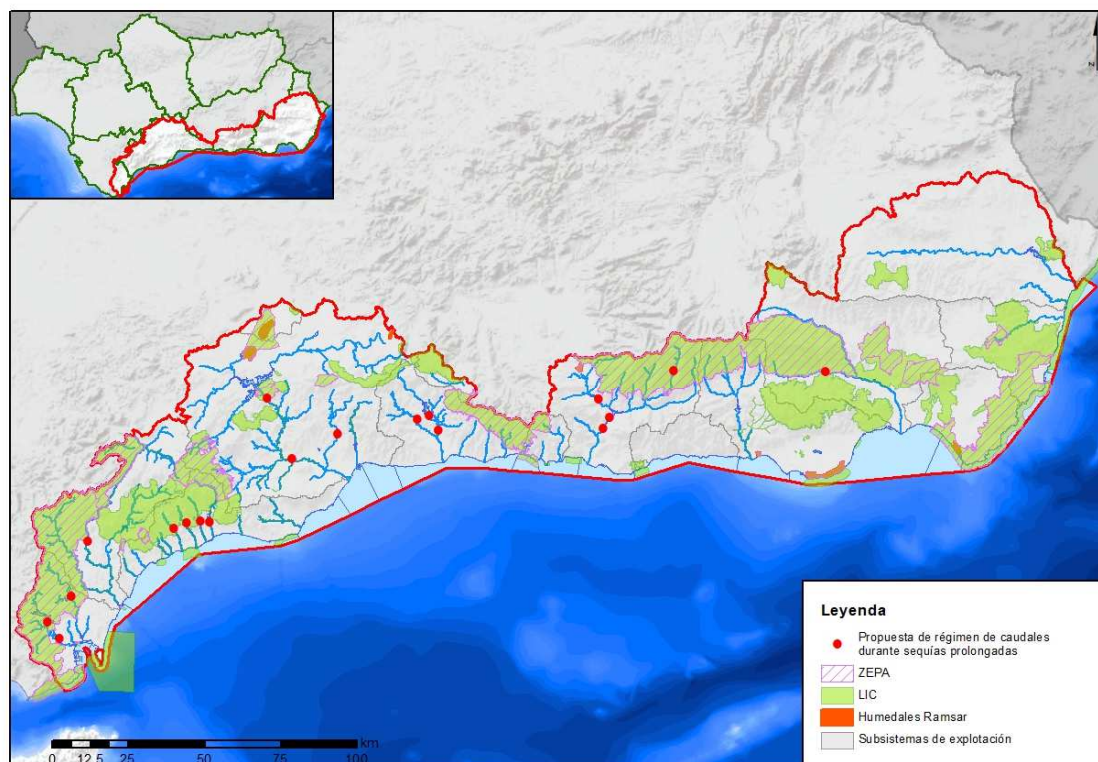 N
Leyenda
Propuesta de régimen de caudales
durante sequías prolongadas
ZEPA
LIC
Humedales Ramsar
Subsistemas de explotación
km
0 12,5 25 50 75 100